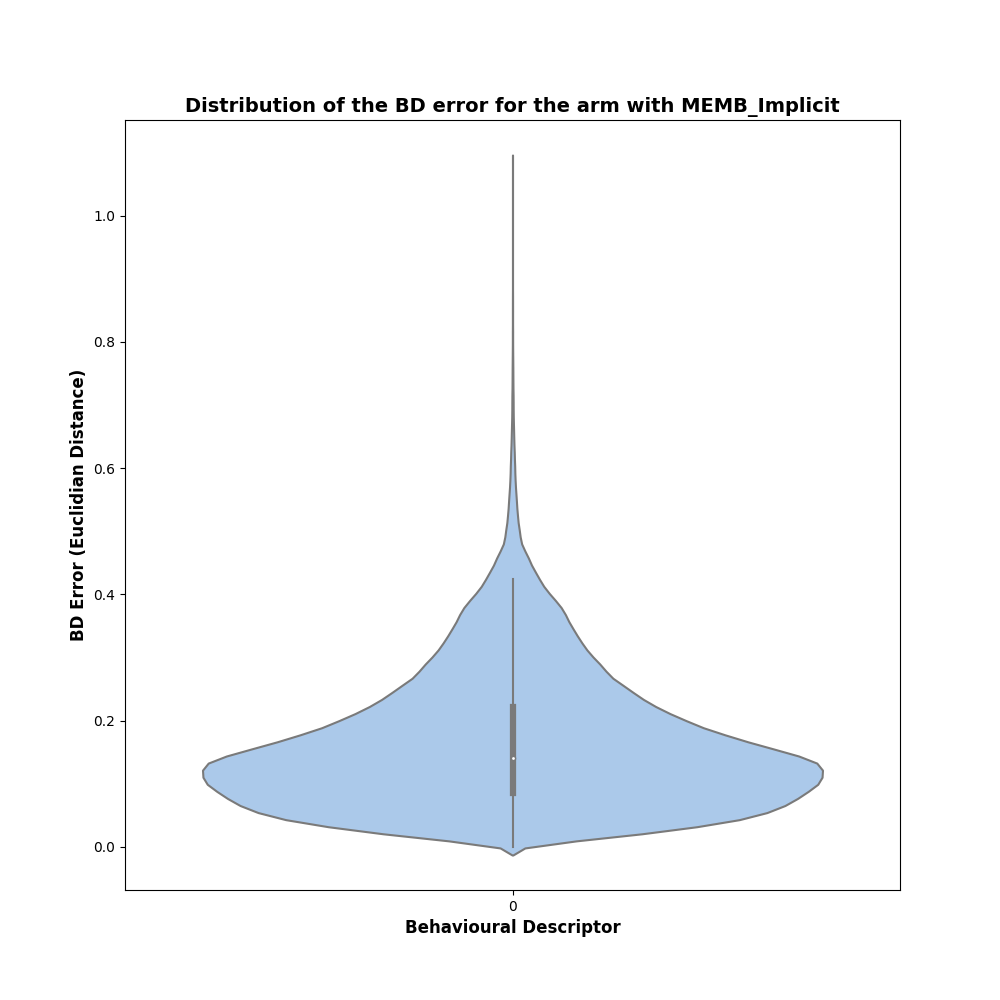 Distribution of the BD error for the arm with MEMB_Implicit
1.0
0.8
0.6
0.4
0.2
0.0
BD Error (Euclidian Distance)
0
Behavioural Descriptor